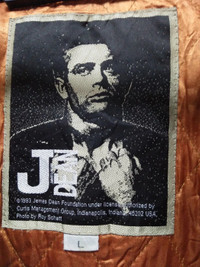 J DEAN
©1993 James Dean Foundation under license authorized by
Curtis Management Group, Indianapolis, Indiana 46202 USA.
Photo by Roy Schatt
L